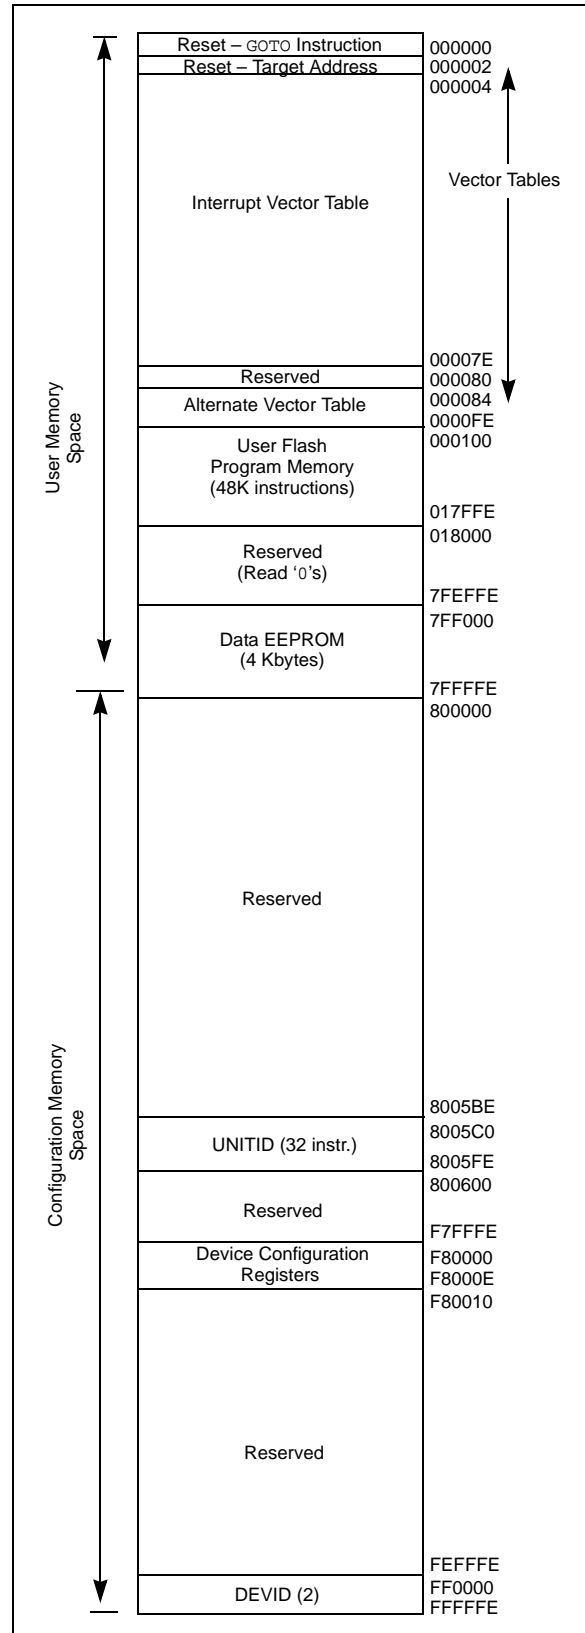 Reset – GOTO Instruction
000000
Reset – Target Address
000002
000004
Vector Tables
Interrupt Vector Table
00007E
Reserved
000080
Alternate Vector Table
000084
0000FE
User Flash
Program Memory
(48K instructions)
000100
017FFE
018000
Reserved
(Read ‘0’s)
7FEFFE
7FF000
Data EEPROM
(4 Kbytes)
7FFFFE
User Memory
Space
800000
Reserved
8005BE
8005C0
UNITID (32 instr.)
8005FE
800600
Reserved
F7FFFE
Device Configuration
Registers
F80000
F8000E
F80010
Reserved
FEFFFE
FF0000
DEVID (2)
FFFFFE
Configuration Memory
Space